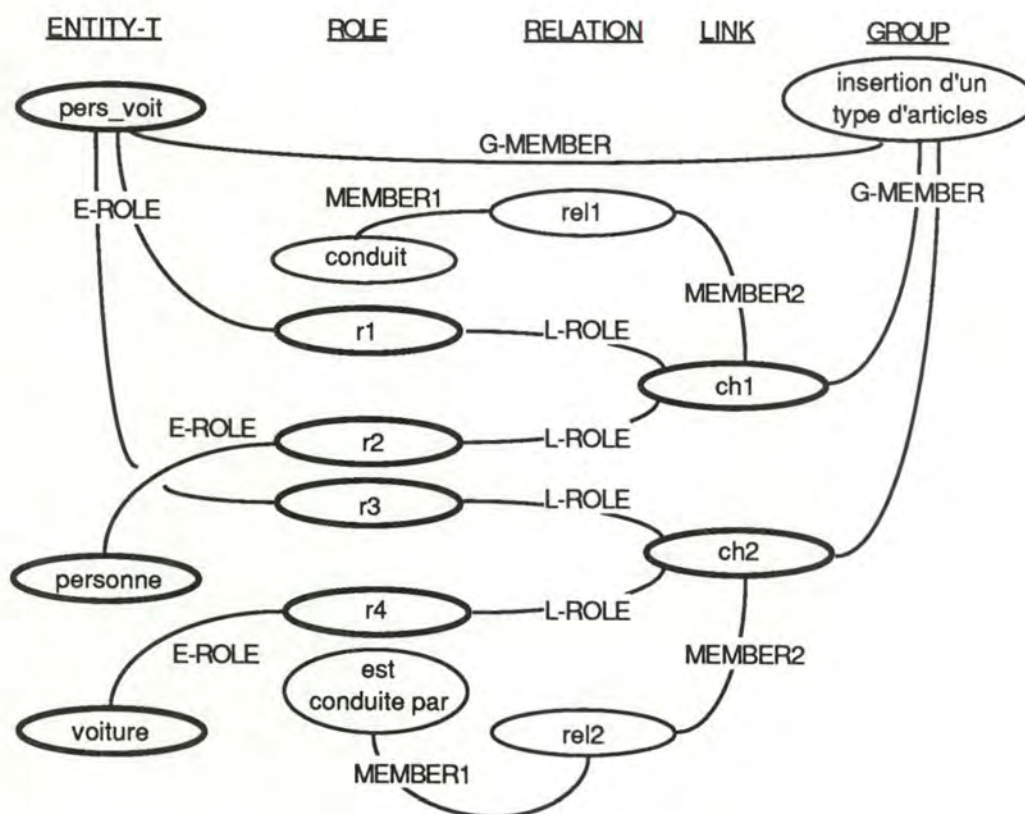 ENTITY-T ROLE RELATION LINK GROUP
pers_voit
insertion d'un
type d'articles
G-MEMBER
E-ROLE
MEMBER1
rel1
G-MEMBER
conduit
MEMBER2
r1
L-ROLE
ch1
E-ROLE
r2
L-ROLE
r3
L-ROLE
ch2
personne
r4
L-ROLE
E-ROLE
MEMBER2
est
conduite par
voiture
rel2
MEMBER1